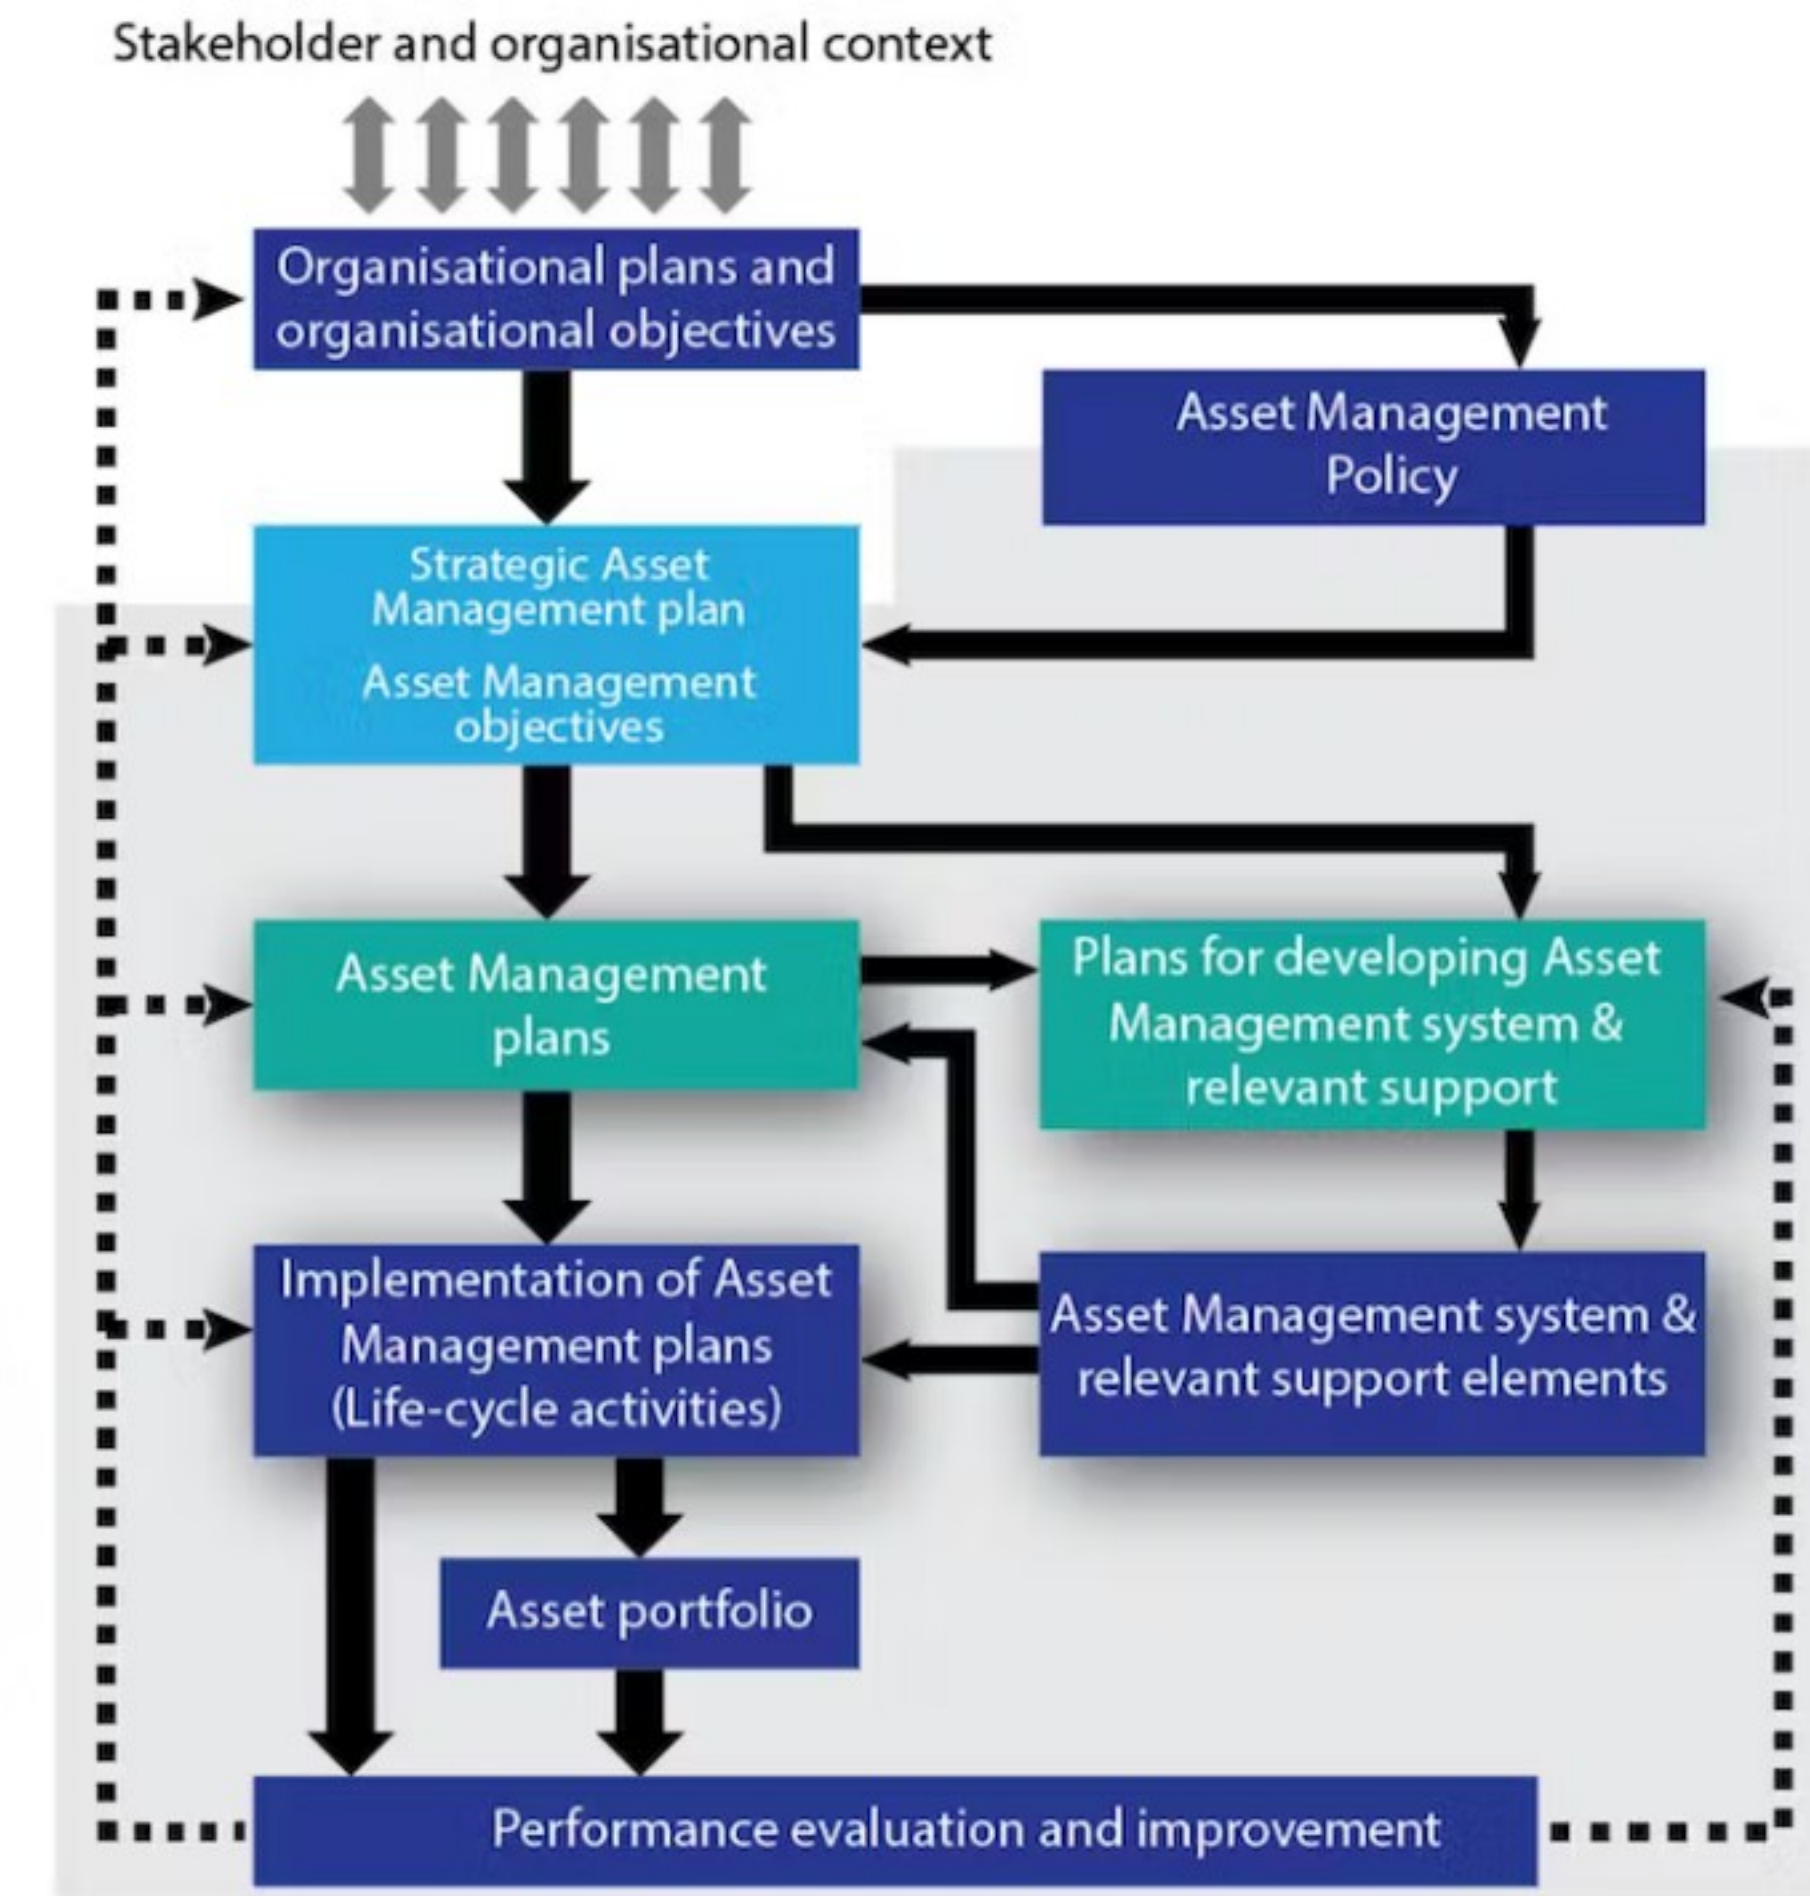 Stakeholder and organisational context
Organisational plans and
organisational objectives
Asset Management
Policy
Strategic Asset
Management plan
Asset Management
objectives
Asset Management
plans
Plans for developing Asset
Management system &
relevant support
Implementation of Asset
Management plans
(Life-cycle activities)
Asset Management system &
relevant support elements
Asset portfolio
Performance evaluation and improvement